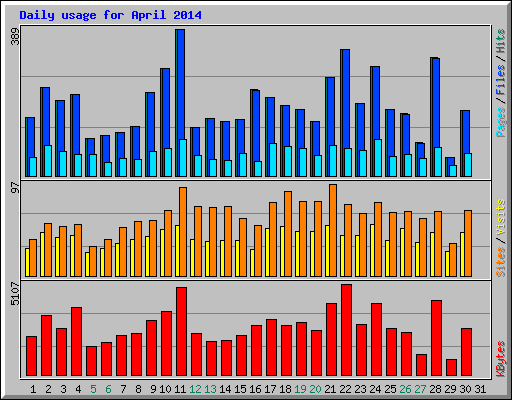 Daily usage for April 2014
389
Pages / Files / Hits
97
Sites / Visits
5107
KBytes
1 2 3 4 5 6 7 8 9 10 11 12 13 14 15 16 17 18 19 20 21 22 23 24 25 26 27 28 29 30 31